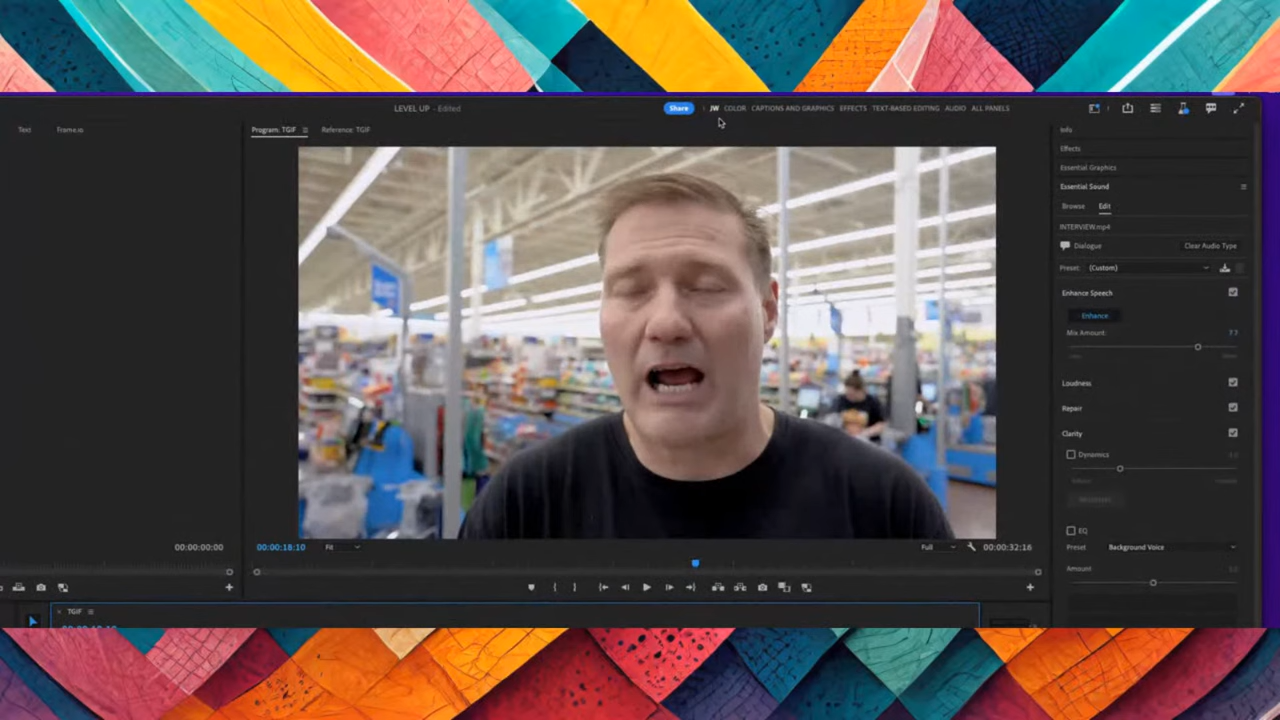 LEVEL UP - Edited
Share
JW COLOR CAPTIONS AND GRAPHICS EFFECTS TEXT-BASED EDITING AUDIO ALL PANELS
Text Frame.io
Program: TGIF Reference: TGIF
Info
Effects
Essential Graphics
Essential Sound
Browse Edit
INTERVIEW.mp4
Dialogue Clear Audio Type
Preset: (Custom)
Enhance Speech
Enhance
Mix Amount: 7.7
Loudness
Repair
Clarity
Dynamics
EQ
Preset Background Voice
Amount
00:00:00:00
00:00:18:10 Fit Full 00:00:32:16
TGIF